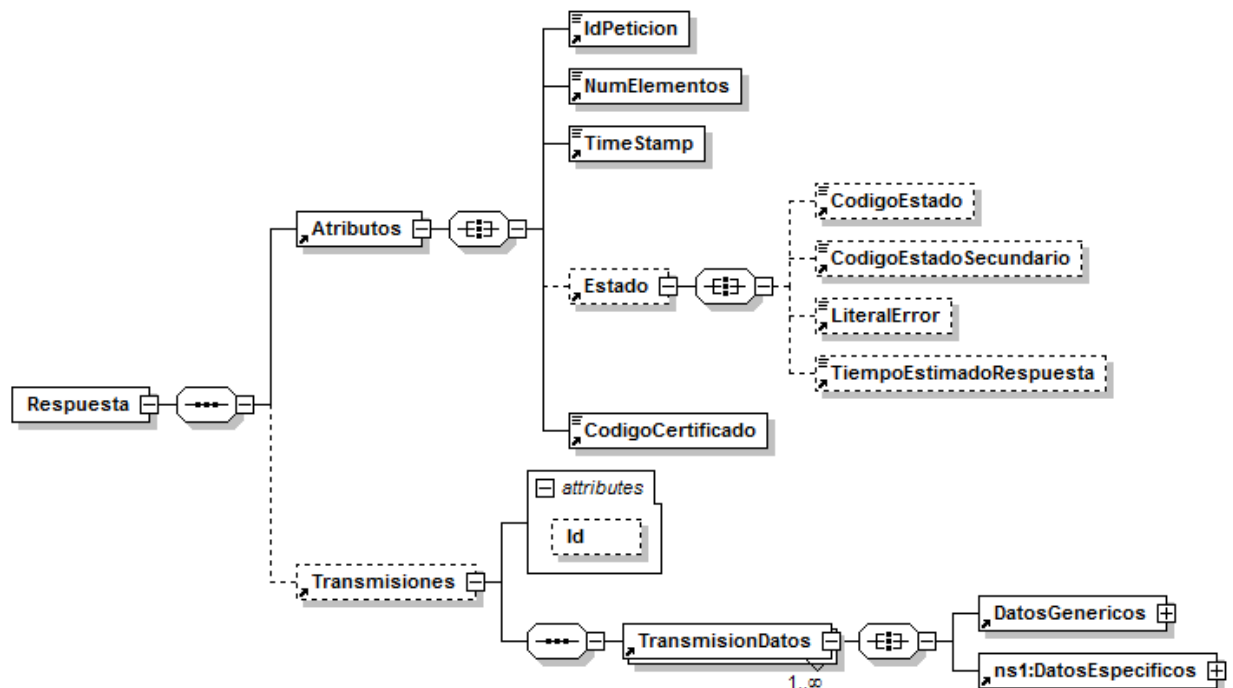 IdPeticion
NumElementos
TimeStamp
CodigoEstado
Atributos
CodigoEstadoSecundario
Estado
LiteralError
TiempoEstimadoRespuesta
Respuesta
CodigoCertificado
attributes
Id
Transmisiones
DatosGenericos
TransmisionDatos
ns1:DatosEspecificos
1..∞